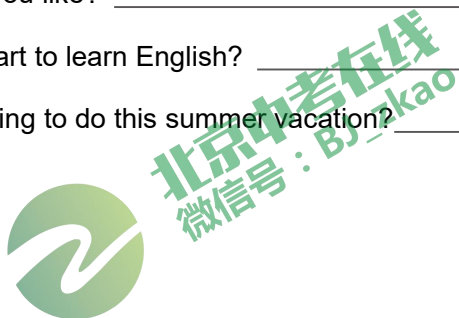 ou like?
art to learn English?
ing to do this summer vacation?
北京中考在线
微信号：BJ_zkao